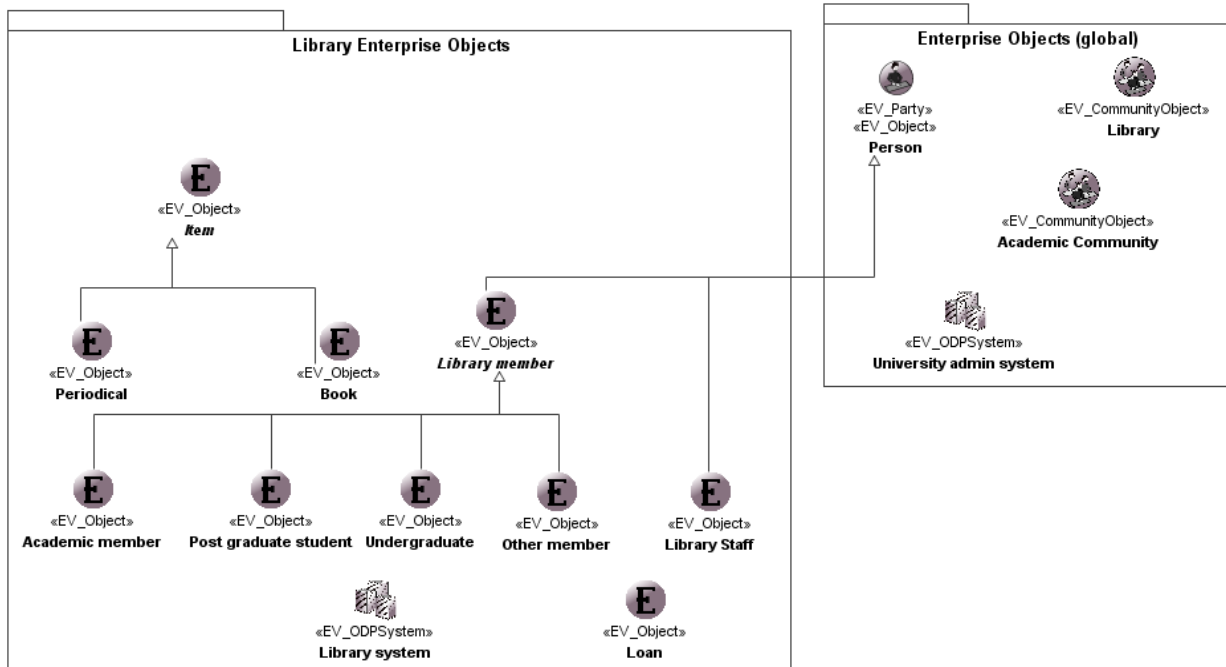 Library Enterprise Objects
E
«EV_Object»
Item
E
«EV_Object»
Periodical
E
«EV_Object»
Book
E
«EV_Object»
Library member
E
«EV_Object»
Academic member
E
«EV_Object»
Post graduate student
E
«EV_Object»
Undergraduate
E
«EV_Object»
Other member
E
«EV_Object»
Library Staff
«EV_ODPSystem»
Library system
E
«EV_Object»
Loan
Enterprise Objects (global)
«EV_Party»
«EV_Object»
Person
«EV_CommunityObject»
Library
«EV_CommunityObject»
Academic Community
«EV_ODPSystem»
University admin system